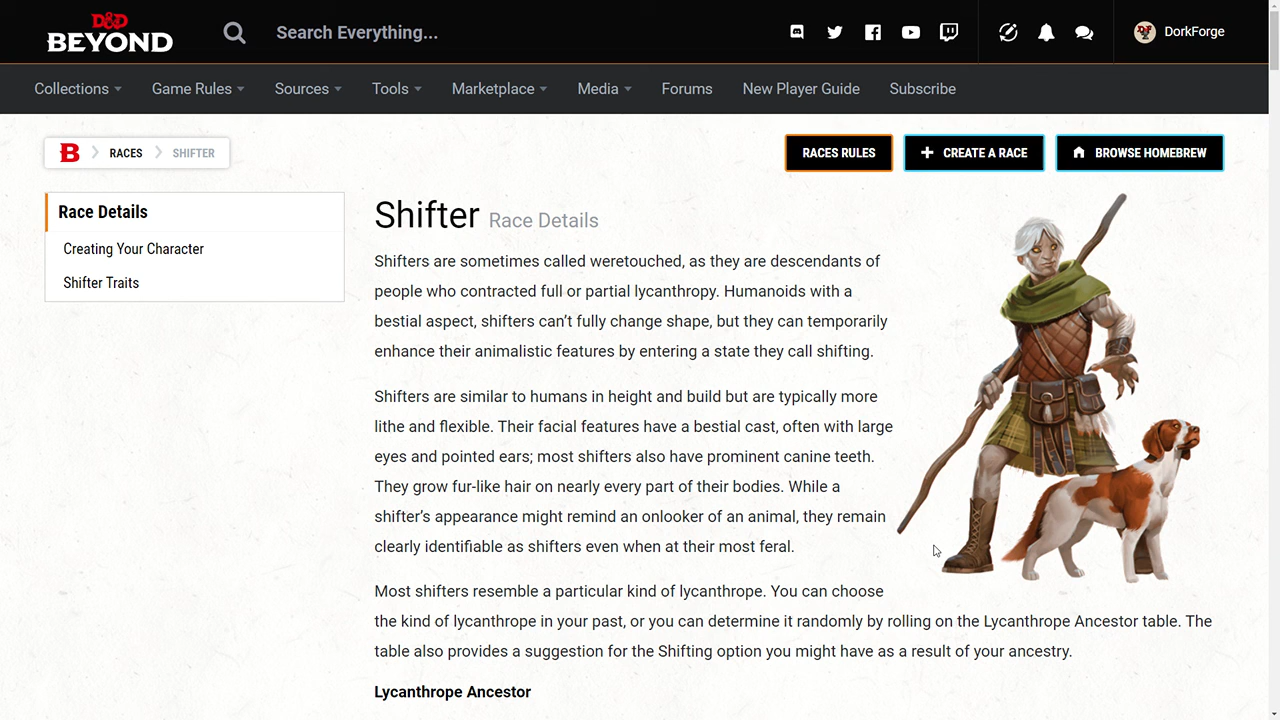 D&D
BEYOND
Search Everything...
DorkForge
Collections
Game Rules
Sources
Tools
Marketplace
Media
Forums
New Player Guide
Subscribe
B
RACES
SHIFTER
RACES RULES
CREATE A RACE
BROWSE HOMEBREW
Race Details
Creating Your Character
Shifter Traits
Shifter Race Details
Shifters are sometimes called weretouched, as they are descendants of
people who contracted full or partial lycanthropy. Humanoids with a
bestial aspect, shifters can’t fully change shape, but they can temporarily
enhance their animalistic features by entering a state they call shifting.
Shifters are similar to humans in height and build but are typically more
lithe and flexible. Their facial features have a bestial cast, often with large
eyes and pointed ears; most shifters also have prominent canine teeth.
They grow fur-like hair on nearly every part of their bodies. While a
shifter’s appearance might remind an onlooker of an animal, they remain
clearly identifiable as shifters even when at their most feral.
Most shifters resemble a particular kind of lycanthrope. You can choose
the kind of lycanthrope in your past, or you can determine it randomly by rolling on the Lycanthrope Ancestor table. The
table also provides a suggestion for the Shifting option you might have as a result of your ancestry.
Lycanthrope Ancestor